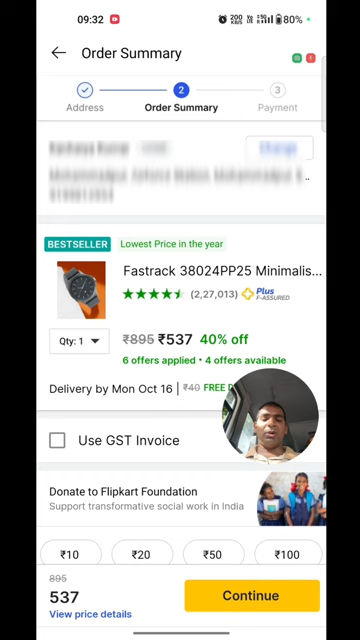 09:32
80%
Order Summary
2
3
Address
Order Summary
Payment
BESTSELLER
Lowest Price in the year
Fastrack 38024PP25 Minimalis...
(2,27,013)
Plus
F-ASSURED
Qty: 1
₹895 ₹537 40% off
6 offers applied • 4 offers available
Delivery by Mon Oct 16 | ₹40 FREE
Use GST Invoice
Donate to Flipkart Foundation
Support transformative social work in India
₹10
₹20
₹50
₹100
895
537
View price details
Continue